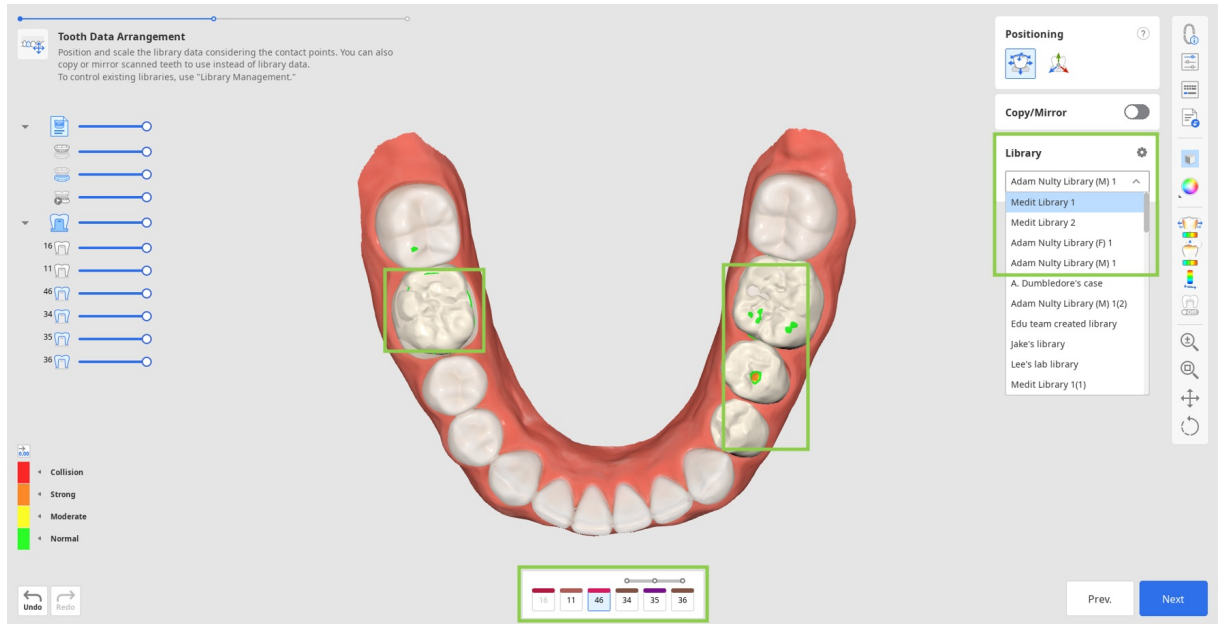 Tooth Data Arrangement
Position and scale the library data considering the contact points. You can also
copy or mirror scanned teeth to use instead of library data.
To control existing libraries, use "Library Management."
16
11
46
34
35
36
0.00
Collision
Strong
Moderate
Normal
Undo
Redo
16 11 46 34 35 36
Positioning ?
Copy/Mirror
Library
Adam Nulty Library (M) 1
Medit Library 1
Medit Library 2
Adam Nulty Library (F) 1
Adam Nulty Library (M) 1
A. Dumbledore's case
Adam Nulty Library (M) 1(2)
Edu team created library
Jake's library
Lee's lab library
Medit Library 1(1)
Prev.
Next